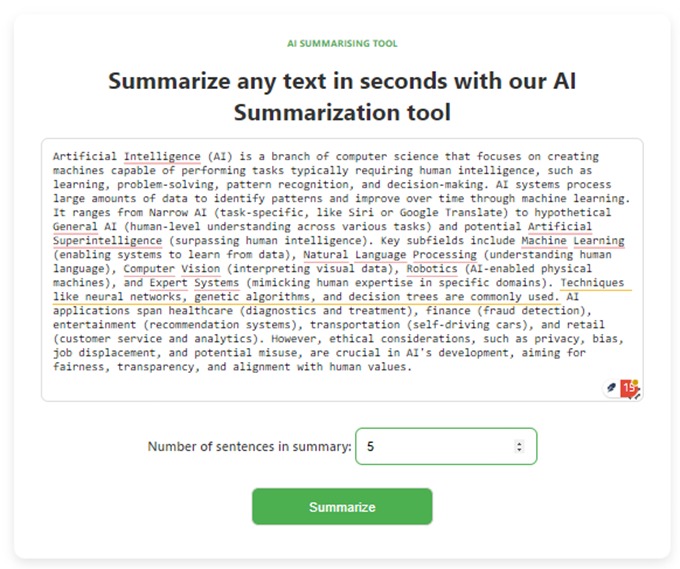 AI SUMMARISING TOOL
Summarize any text in seconds with our AI
Summarization tool
Artificial Intelligence (AI) is a branch of computer science that focuses on creating
machines capable of performing tasks typically requiring human intelligence, such as
learning, problem-solving, pattern recognition, and decision-making. AI systems process
large amounts of data to identify patterns and improve over time through machine learning.
It ranges from Narrow AI (task-specific, like Siri or Google Translate) to hypothetical
General AI (human-level understanding across various tasks) and potential Artificial
Superintelligence (surpassing human intelligence). Key subfields include Machine Learning
(enabling systems to learn from data), Natural Language Processing (understanding human
language), Computer Vision (interpreting visual data), Robotics (AI-enabled physical
machines), and Expert Systems (mimicking human expertise in specific domains). Techniques
like neural networks, genetic algorithms, and decision trees are commonly used. AI
applications span healthcare (diagnostics and treatment), finance (fraud detection),
entertainment (recommendation systems), transportation (self-driving cars), and retail
(customer service and analytics). However, ethical considerations, such as privacy, bias,
job displacement, and potential misuse, are crucial in AI's development, aiming for
fairness, transparency, and alignment with human values.
Number of sentences in summary: 5
Summarize